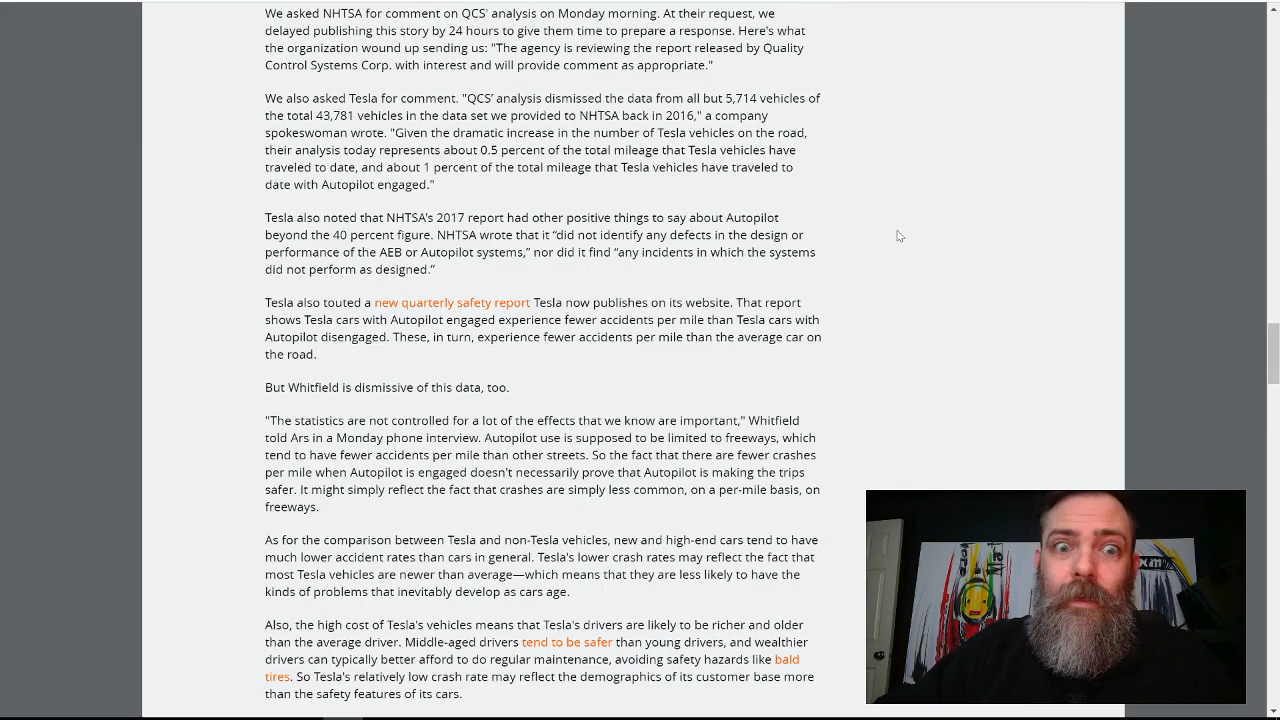 We asked NHTSA for comment on QCS' analysis on Monday morning. At their request, we
delayed publishing this story by 24 hours to give them time to prepare a response. Here's what
the organization wound up sending us: "The agency is reviewing the report released by Quality
Control Systems Corp. with interest and will provide comment as appropriate."
We also asked Tesla for comment. "QCS’ analysis dismissed the data from all but 5,714 vehicles of
the total 43,781 vehicles in the data set we provided to NHTSA back in 2016," a company
spokeswoman wrote. "Given the dramatic increase in the number of Tesla vehicles on the road,
their analysis today represents about 0.5 percent of the total mileage that Tesla vehicles have
traveled to date, and about 1 percent of the total mileage that Tesla vehicles have traveled to
date with Autopilot engaged."
Tesla also noted that NHTSA's 2017 report had other positive things to say about Autopilot
beyond the 40 percent figure. NHTSA wrote that it “did not identify any defects in the design or
performance of the AEB or Autopilot systems,” nor did it find “any incidents in which the systems
did not perform as designed.”
Tesla also touted a new quarterly safety report Tesla now publishes on its website. That report
shows Tesla cars with Autopilot engaged experience fewer accidents per mile than Tesla cars with
Autopilot disengaged. These, in turn, experience fewer accidents per mile than the average car on
the road.
But Whitfield is dismissive of this data, too.
"The statistics are not controlled for a lot of the effects that we know are important," Whitfield
told Ars in a Monday phone interview. Autopilot use is supposed to be limited to freeways, which
tend to have fewer accidents per mile than other streets. So the fact that there are fewer crashes
per mile when Autopilot is engaged doesn't necessarily prove that Autopilot is making the trips
safer. It might simply reflect the fact that crashes are simply less common, on a per-mile basis, on
freeways.
As for the comparison between Tesla and non-Tesla vehicles, new and high-end cars tend to have
much lower accident rates than cars in general. Tesla's lower crash rates may reflect the fact that
most Tesla vehicles are newer than average—which means that they are less likely to have the
kinds of problems that inevitably develop as cars age.
Also, the high cost of Tesla's vehicles means that Tesla's drivers are likely to be richer and older
than the average driver. Middle-aged drivers tend to be safer than young drivers, and wealthier
drivers can typically better afford to do regular maintenance, avoiding safety hazards like bald
tires. So Tesla's relatively low crash rate may reflect the demographics of its customer base more
than the safety features of its cars.